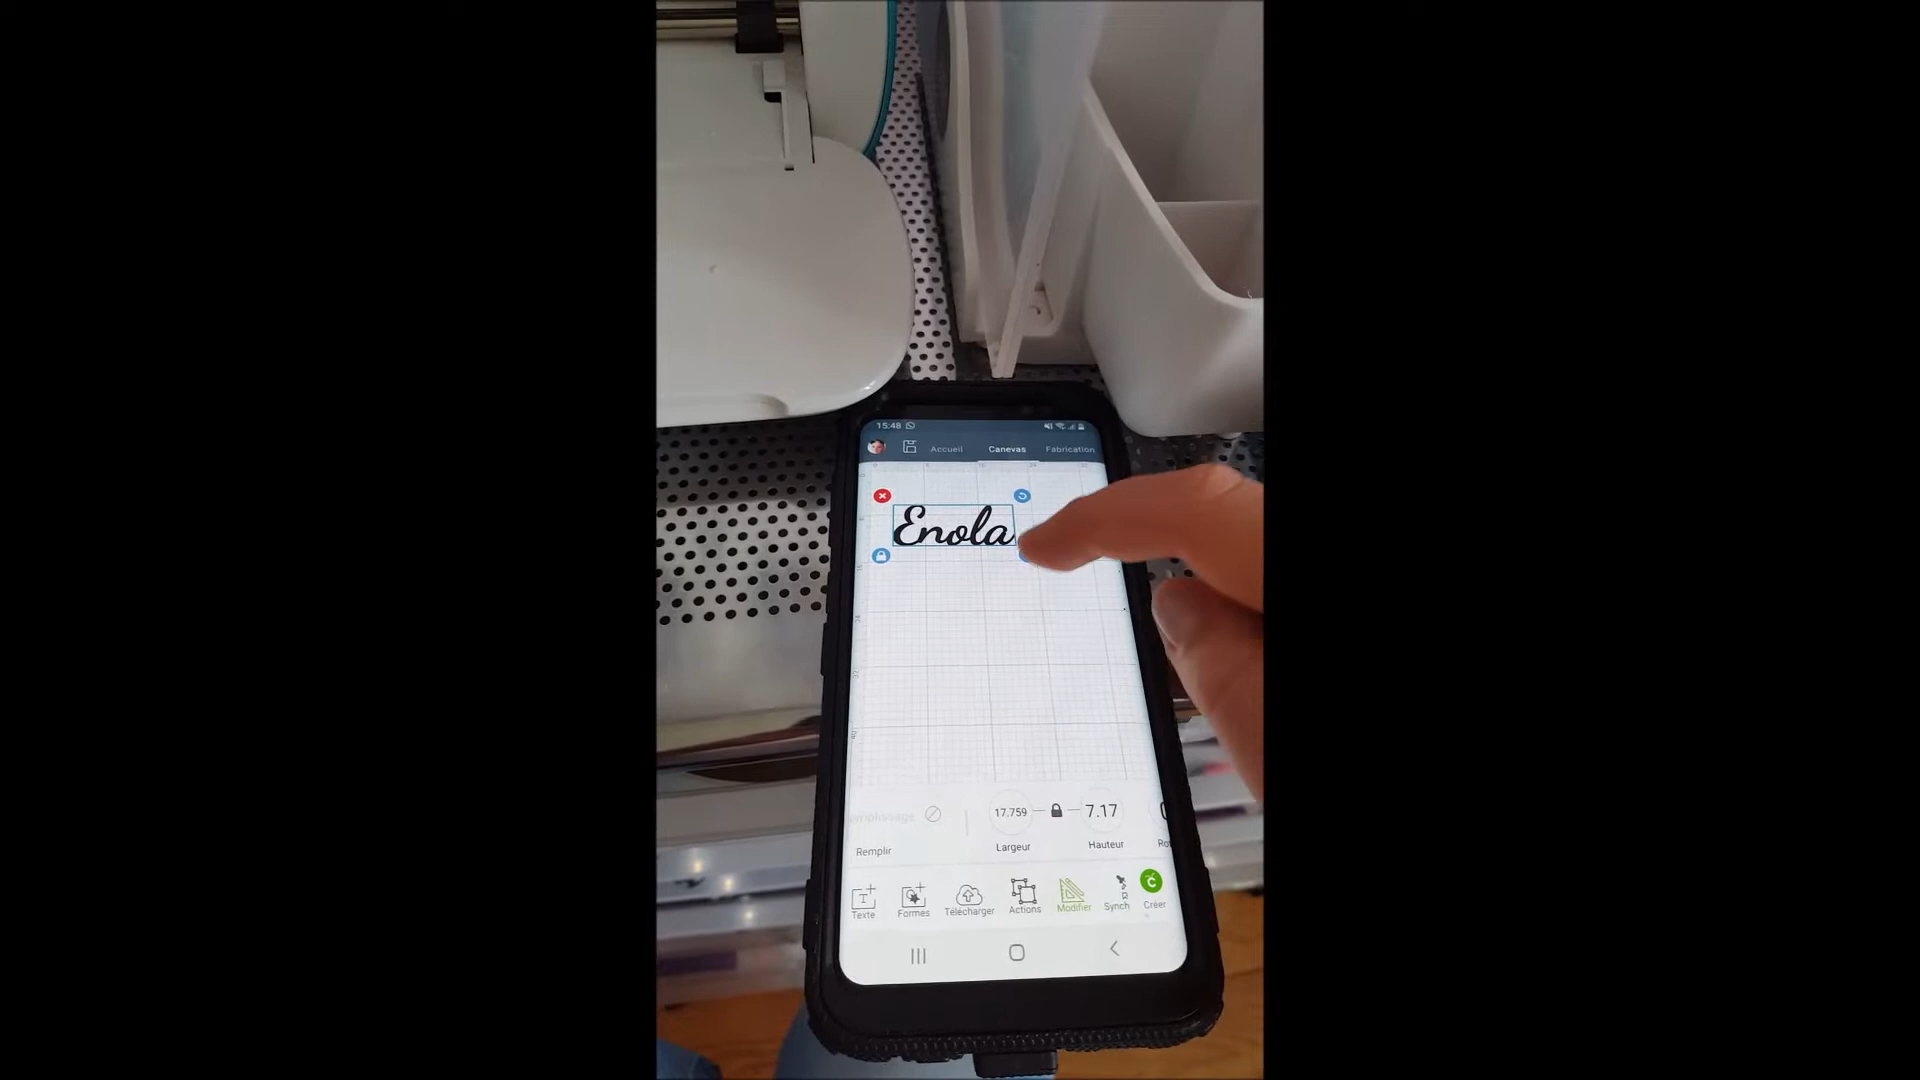 15:48
Accueil Canevas Fabrication
Enola
17.759 7.17
Remplir Largeur Hauteur
Texte Formes Télécharger Actions Modifier Synch Créer